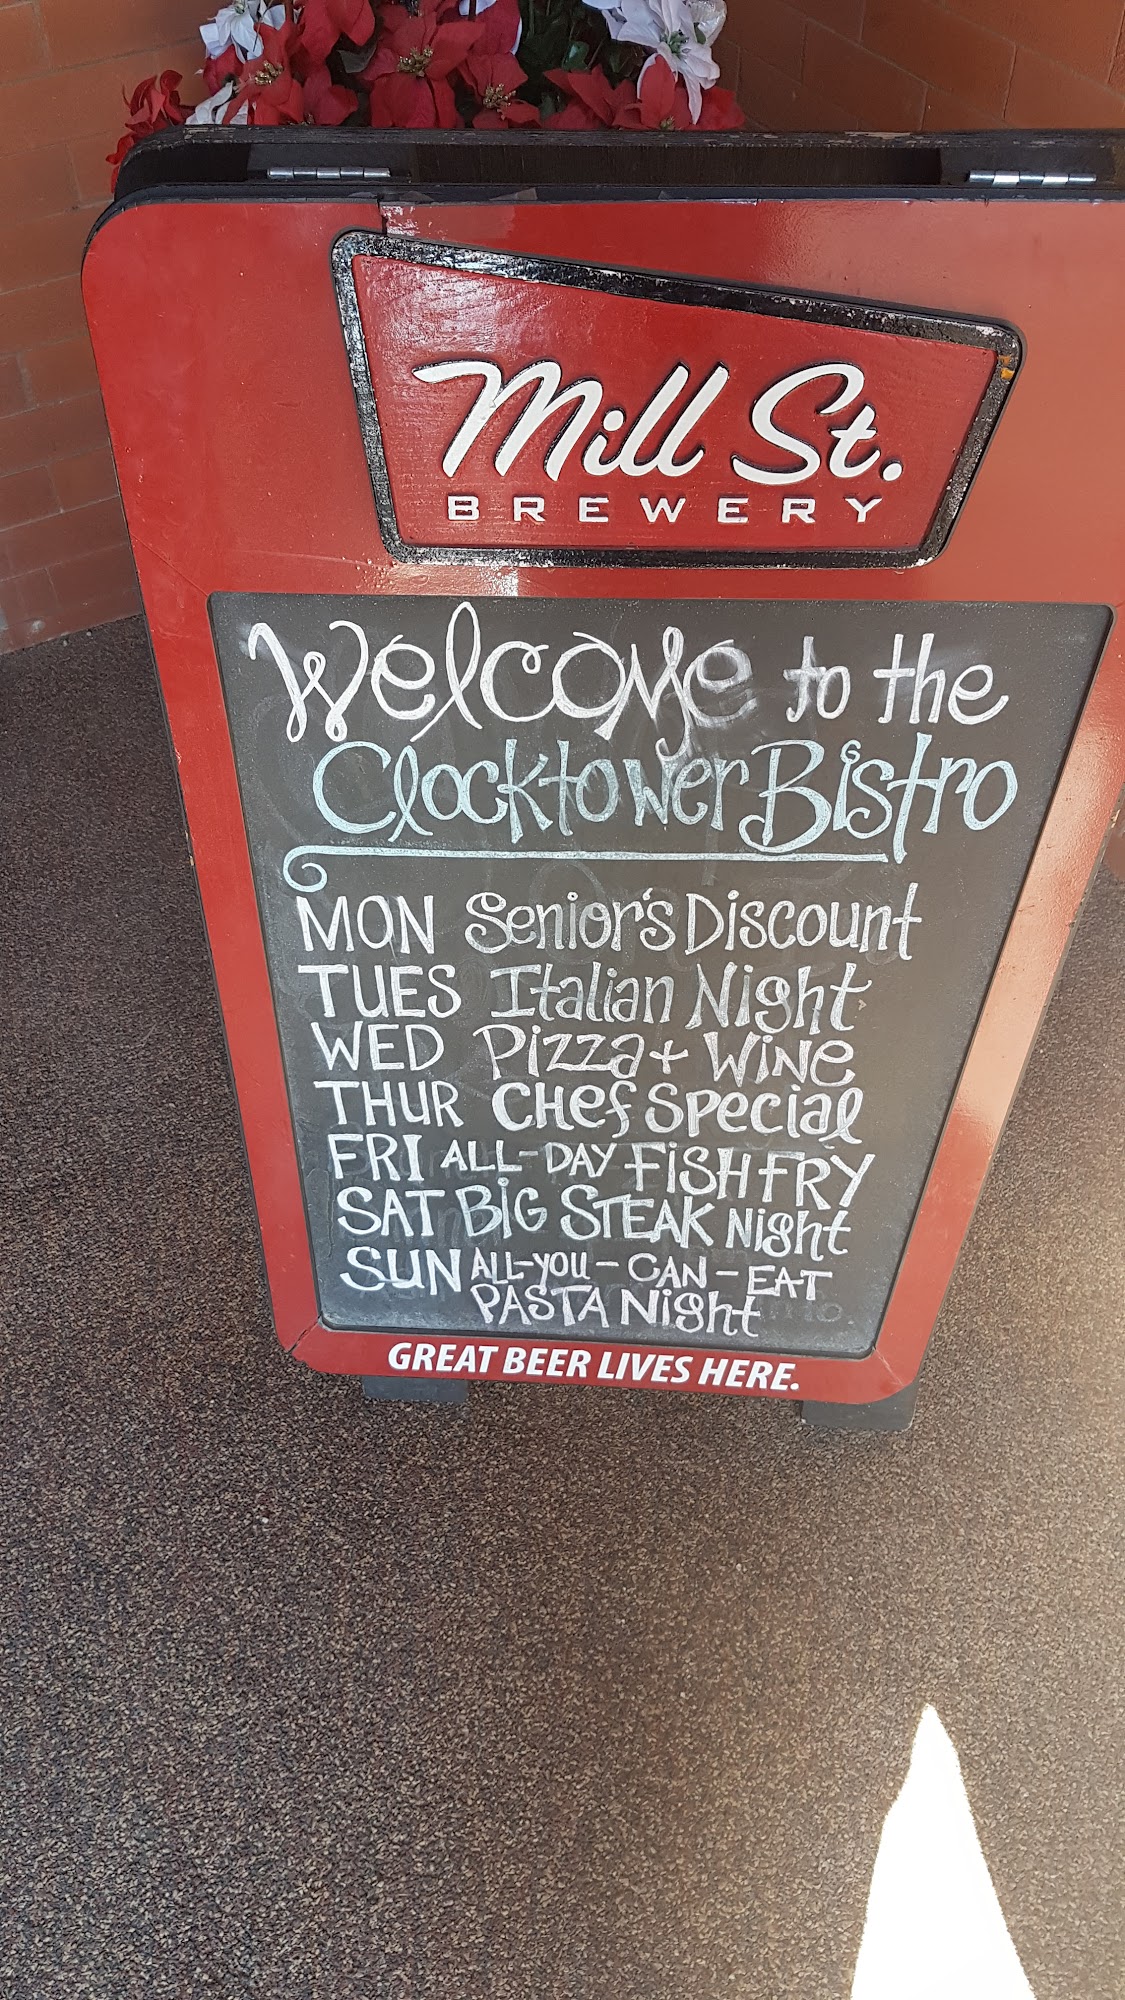 Mill St.
BREWERY
Welcome to the
Clocktower Bistro
MON Senior's Discount
TUES Italian Night
WED Pizza + WiNe
THUR CHef Special
FRI ALL-DAY FiSH FRY
SAT BiG STEAK Night
SUN ALL-YOU-CAN-EAT
PASTA Night
GREAT BEER LIVES HERE.